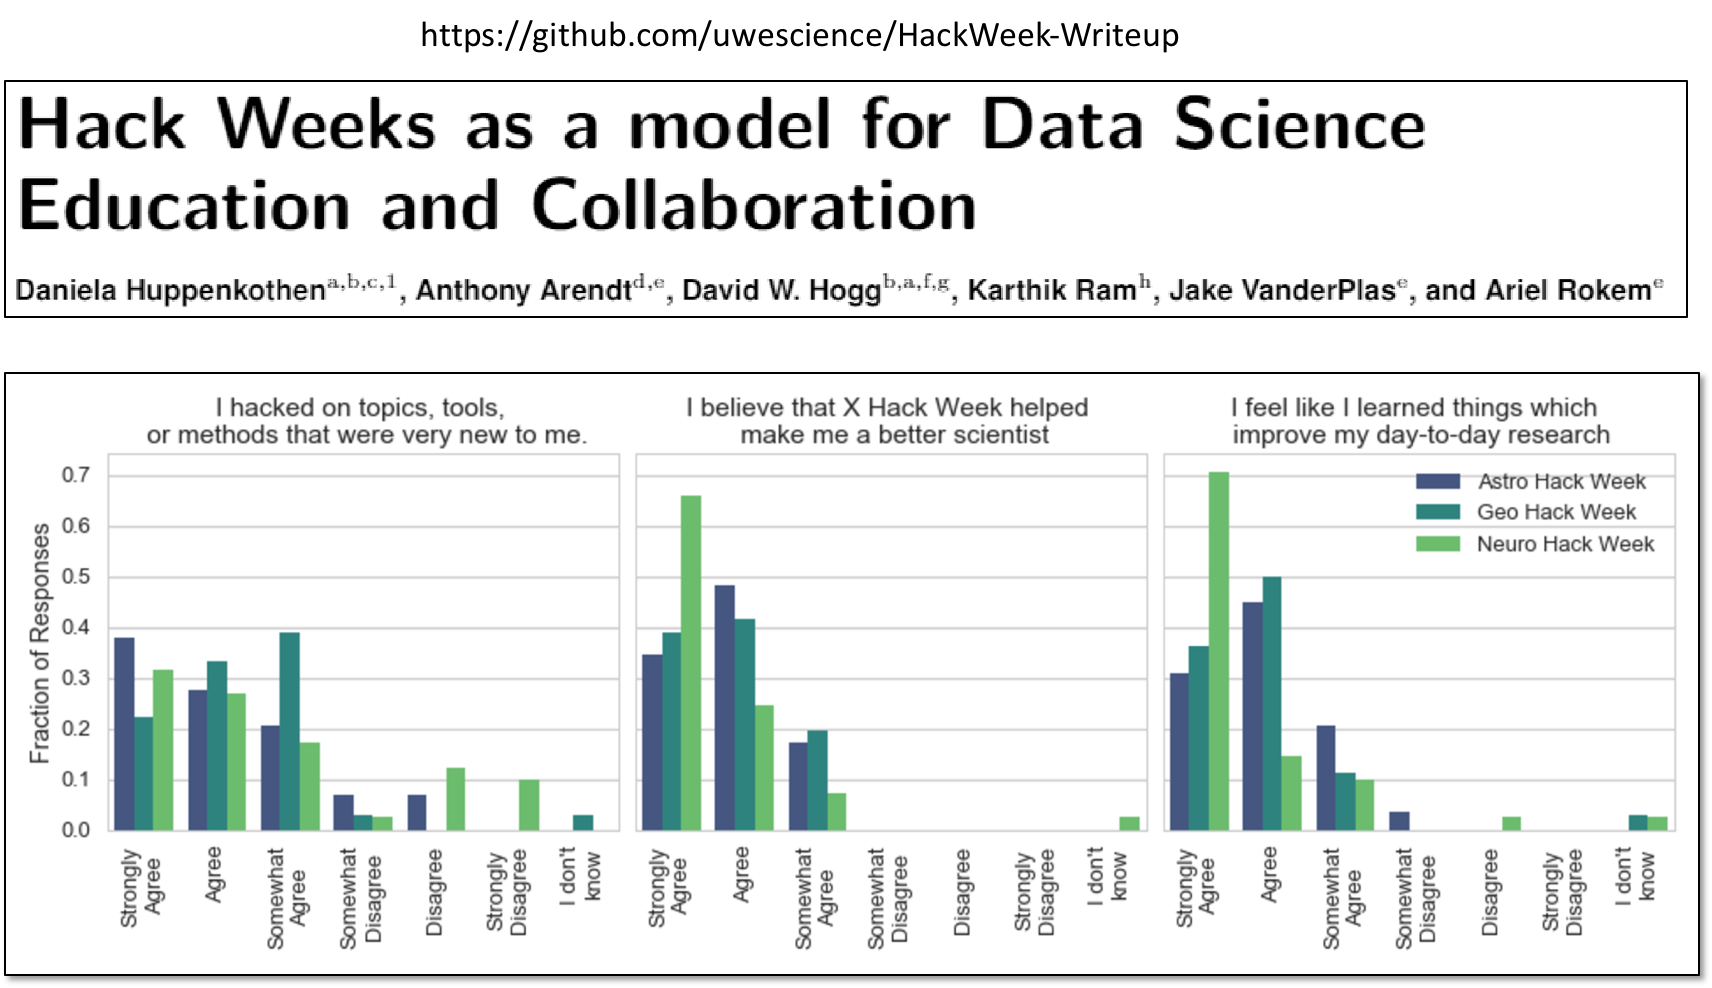 https://github.com/uwescience/HackWeek-Writeup
Hack Weeks as a model for Data Science
Education and Collaboration
Daniela Huppenkothen^a,b,c,1, Anthony Arendt^d,e, David W. Hogg^b,a,f,g, Karthik Ram^h, Jake VanderPlas^e, and Ariel Rokem^e
I hacked on topics, tools,
or methods that were very new to me.
I believe that X Hack Week helped
make me a better scientist
I feel like I learned things which
improve my day-to-day research
Astro Hack Week
Geo Hack Week
Neuro Hack Week
Fraction of Responses
0.7
0.6
0.5
0.4
0.3
0.2
0.1
0.0
Strongly
Agree
Agree
Somewhat
Agree
Somewhat
Disagree
Disagree
Strongly
Disagree
I don't
know
Strongly
Agree
Agree
Somewhat
Agree
Somewhat
Disagree
Disagree
Strongly
Disagree
I don't
know
Strongly
Agree
Agree
Somewhat
Agree
Somewhat
Disagree
Disagree
Strongly
Disagree
I don't
know